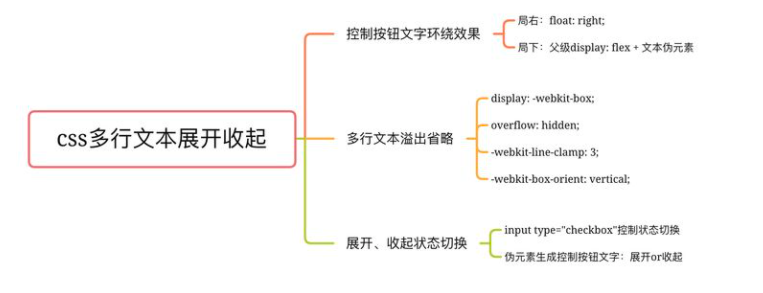 css多行文本展开收起
控制按钮文字环绕效果
局右：float: right;
局下：父级display: flex + 文本伪元素
多行文本溢出省略
display: -webkit-box;
overflow: hidden;
-webkit-line-clamp: 3;
-webkit-box-orient: vertical;
展开、收起状态切换
input type="checkbox"控制状态切换
伪元素生成控制按钮文字：展开or收起